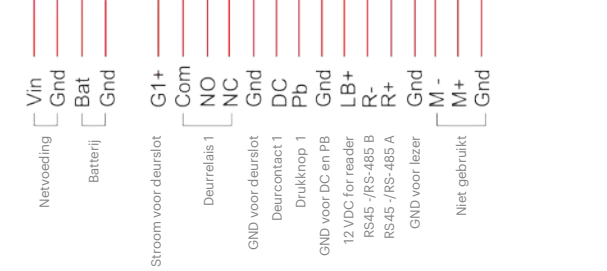 Vin
Gnd
Bat
Gnd
G1+
Com
NO
NC
Gnd
DC
Pb
Gnd
LB+
R-
R+
Gnd
M -
M+
Gnd
Netvoeding
Batterij
Stroom voor deurslot
Deurrelais 1
GND voor deurslot
Deurcontact 1
Drukknop 1
GND voor DC en PB
12 VDC for reader
RS45 -/RS-485 B
RS45 -/RS-485 A
GND voor lezer
Niet gebruikt